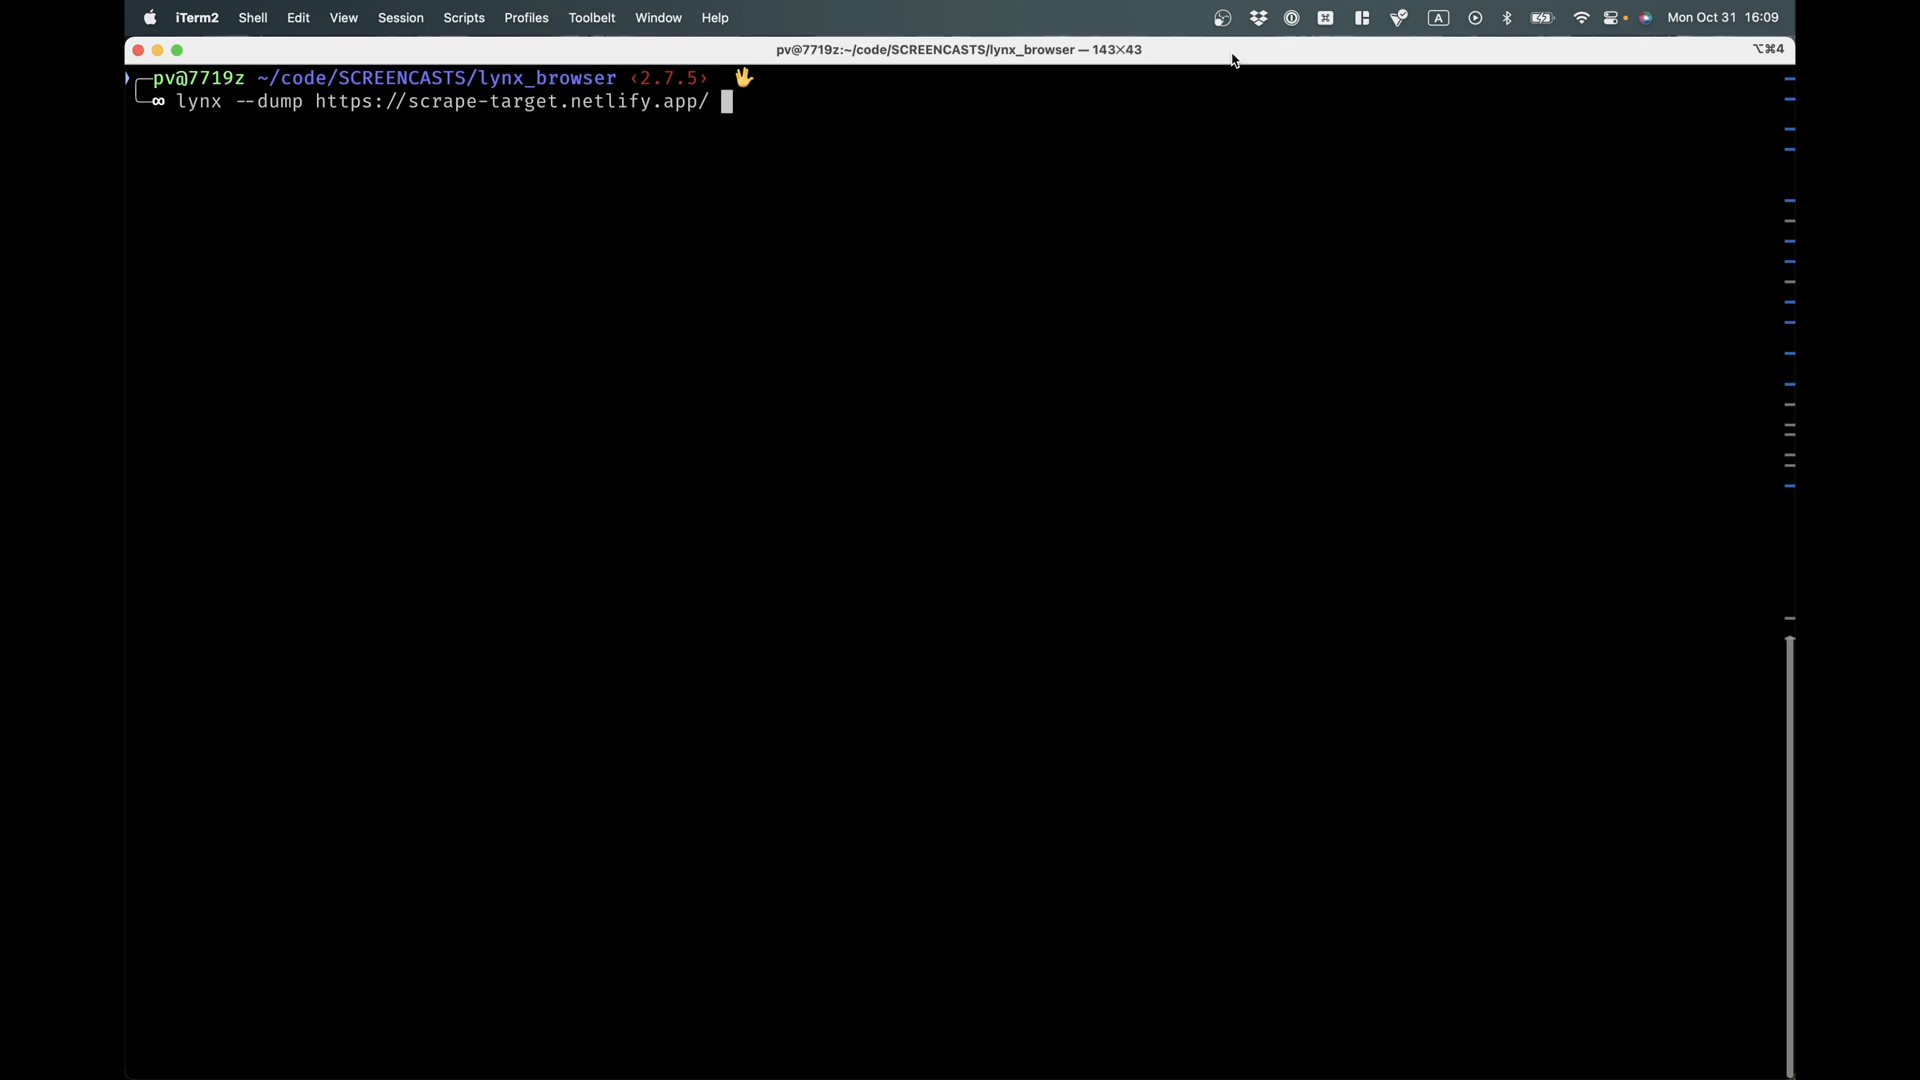 iTerm2 Shell Edit View Session Scripts Profiles Toolbelt Window Help A Mon Oct 31 16:09
pv@7719z:~/code/SCREENCASTS/lynx_browser — 143×43 ⌥⌘4
pv@7719z ~/code/SCREENCASTS/lynx_browser ‹2.7.5› 🖖
∞ lynx --dump https://scrape-target.netlify.app/